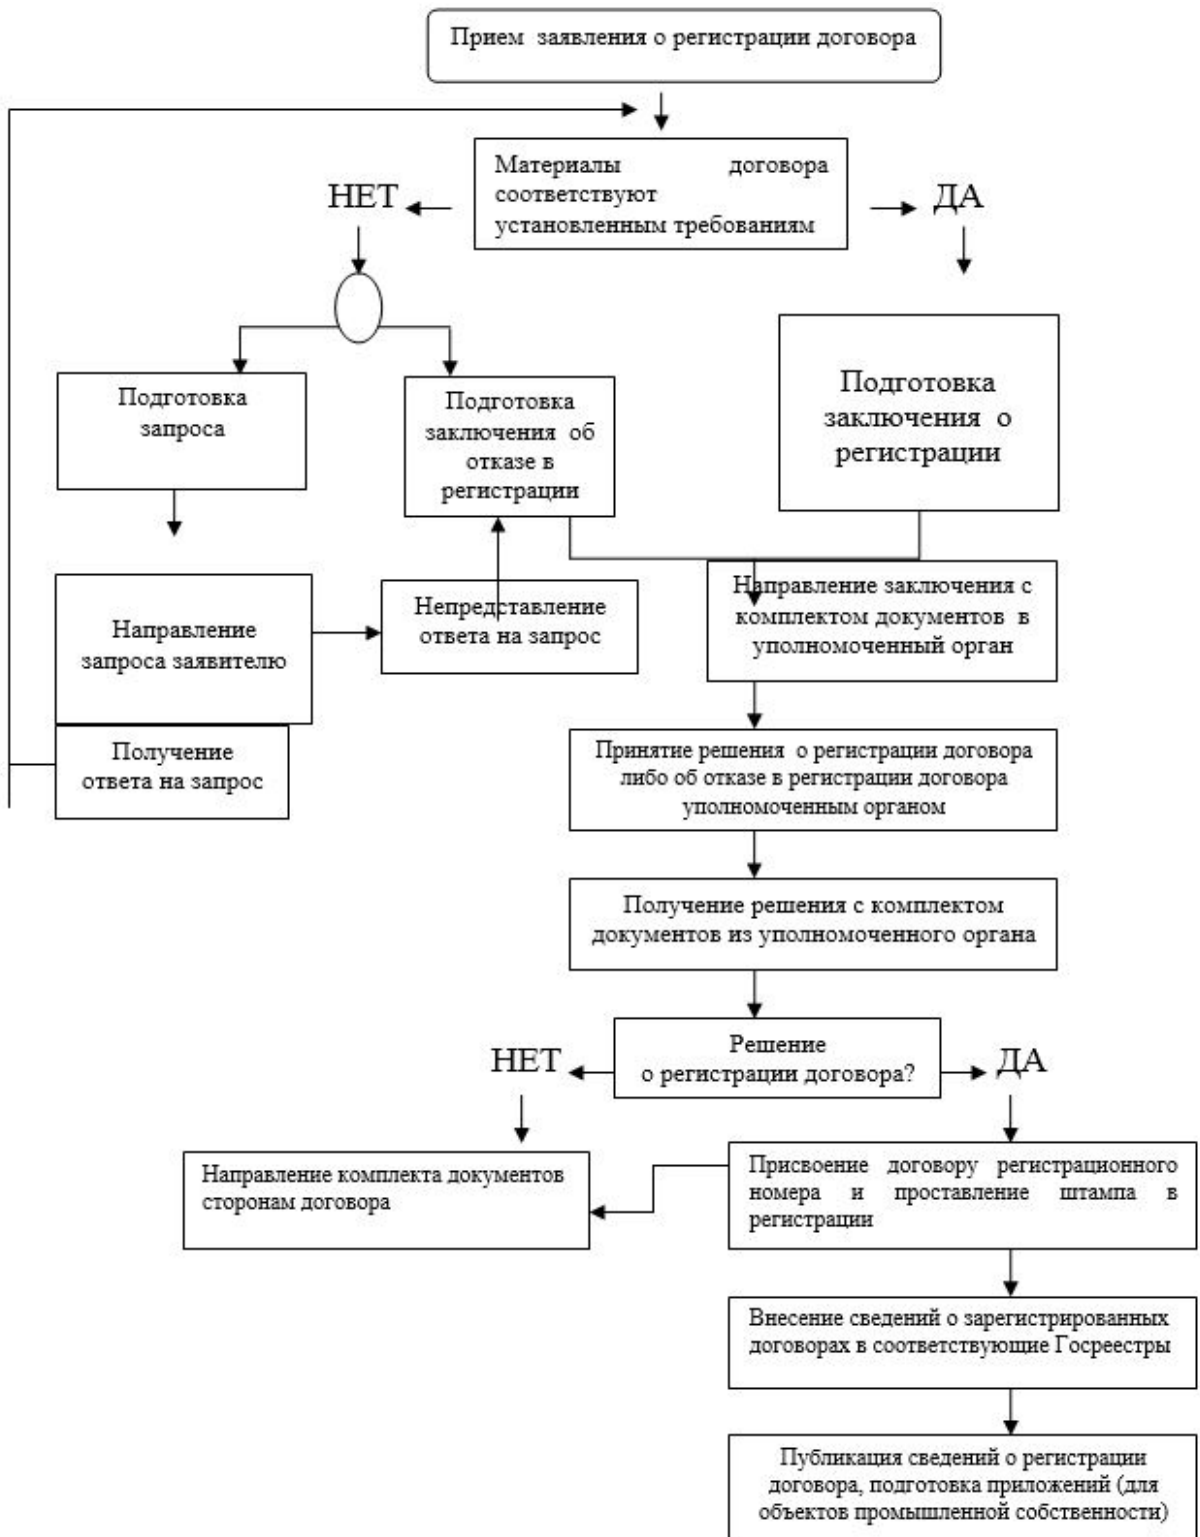 Прием заявления о регистрации договора
Материалы договора
соответствуют
установленным требованиям
НЕТ
ДА
Подготовка
запроса
Подготовка
заключения об
отказе в
регистрации
Подготовка
заключения о
регистрации
Направление
запроса заявителю
Непредставление
ответа на запрос
Направление заключения с
комплектом документов в
уполномоченный орган
Получение
ответа на запрос
Принятие решения о регистрации договора
либо об отказе в регистрации договора
уполномоченным органом
Получение решения с комплектом
документов из уполномоченного органа
Решение
о регистрации договора?
НЕТ
ДА
Направление комплекта документов
сторонам договора
Присвоение договору регистрационного
номера и проставление штампа в
регистрации
Внесение сведений о зарегистрированных
договорах в соответствующие Госреестры
Публикация сведений о регистрации
договора, подготовка приложений (для
объектов промышленной собственности)